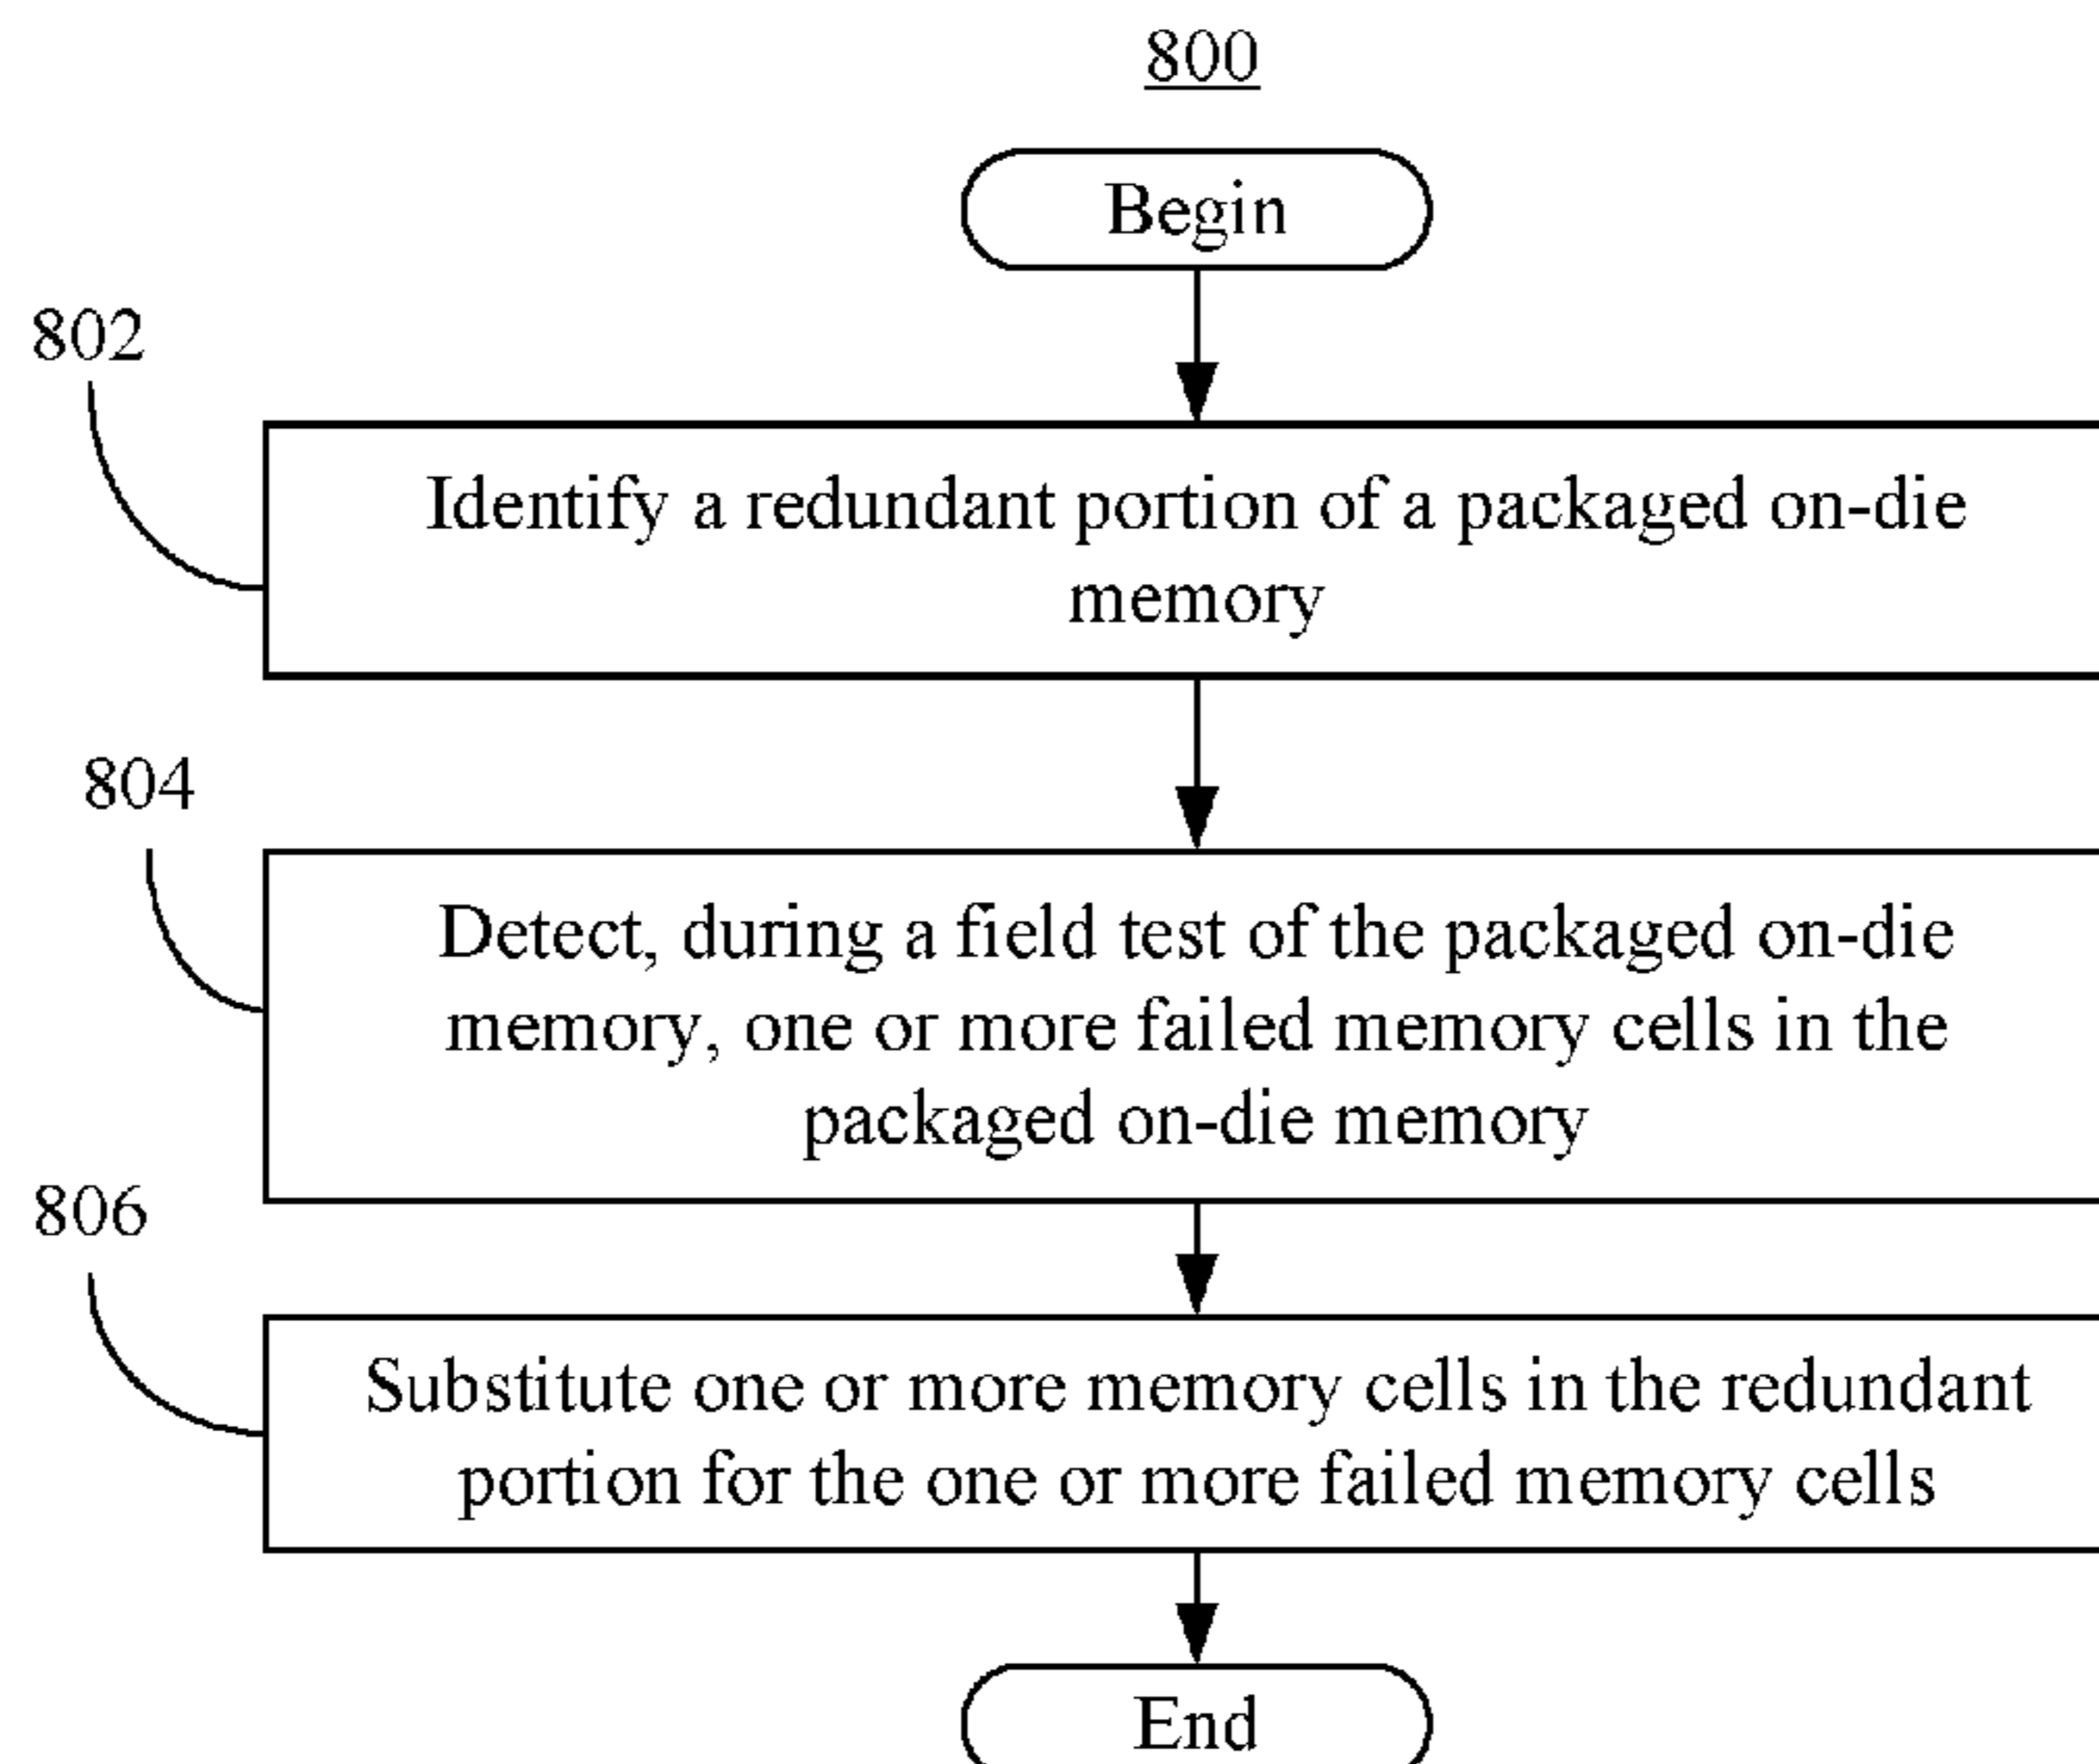 800
Begin
802
Identify a redundant portion of a packaged on-die
memory
804
Detect, during a field test of the packaged on-die
memory, one or more failed memory cells in the
packaged on-die memory
806
Substitute one or more memory cells in the redundant
portion for the one or more failed memory cells
End